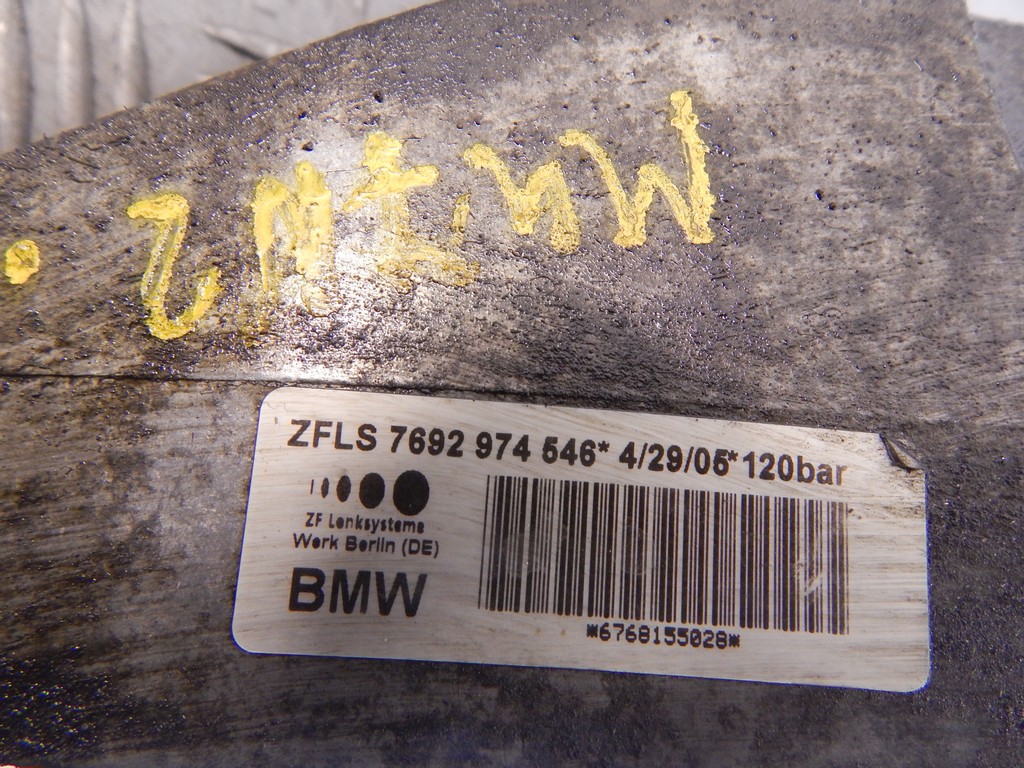 ZFLS 7692 974 546* 4/29/05* 120bar
ZF Lenksysteme
Werk Berlin (DE)
BMW
*6768155028*